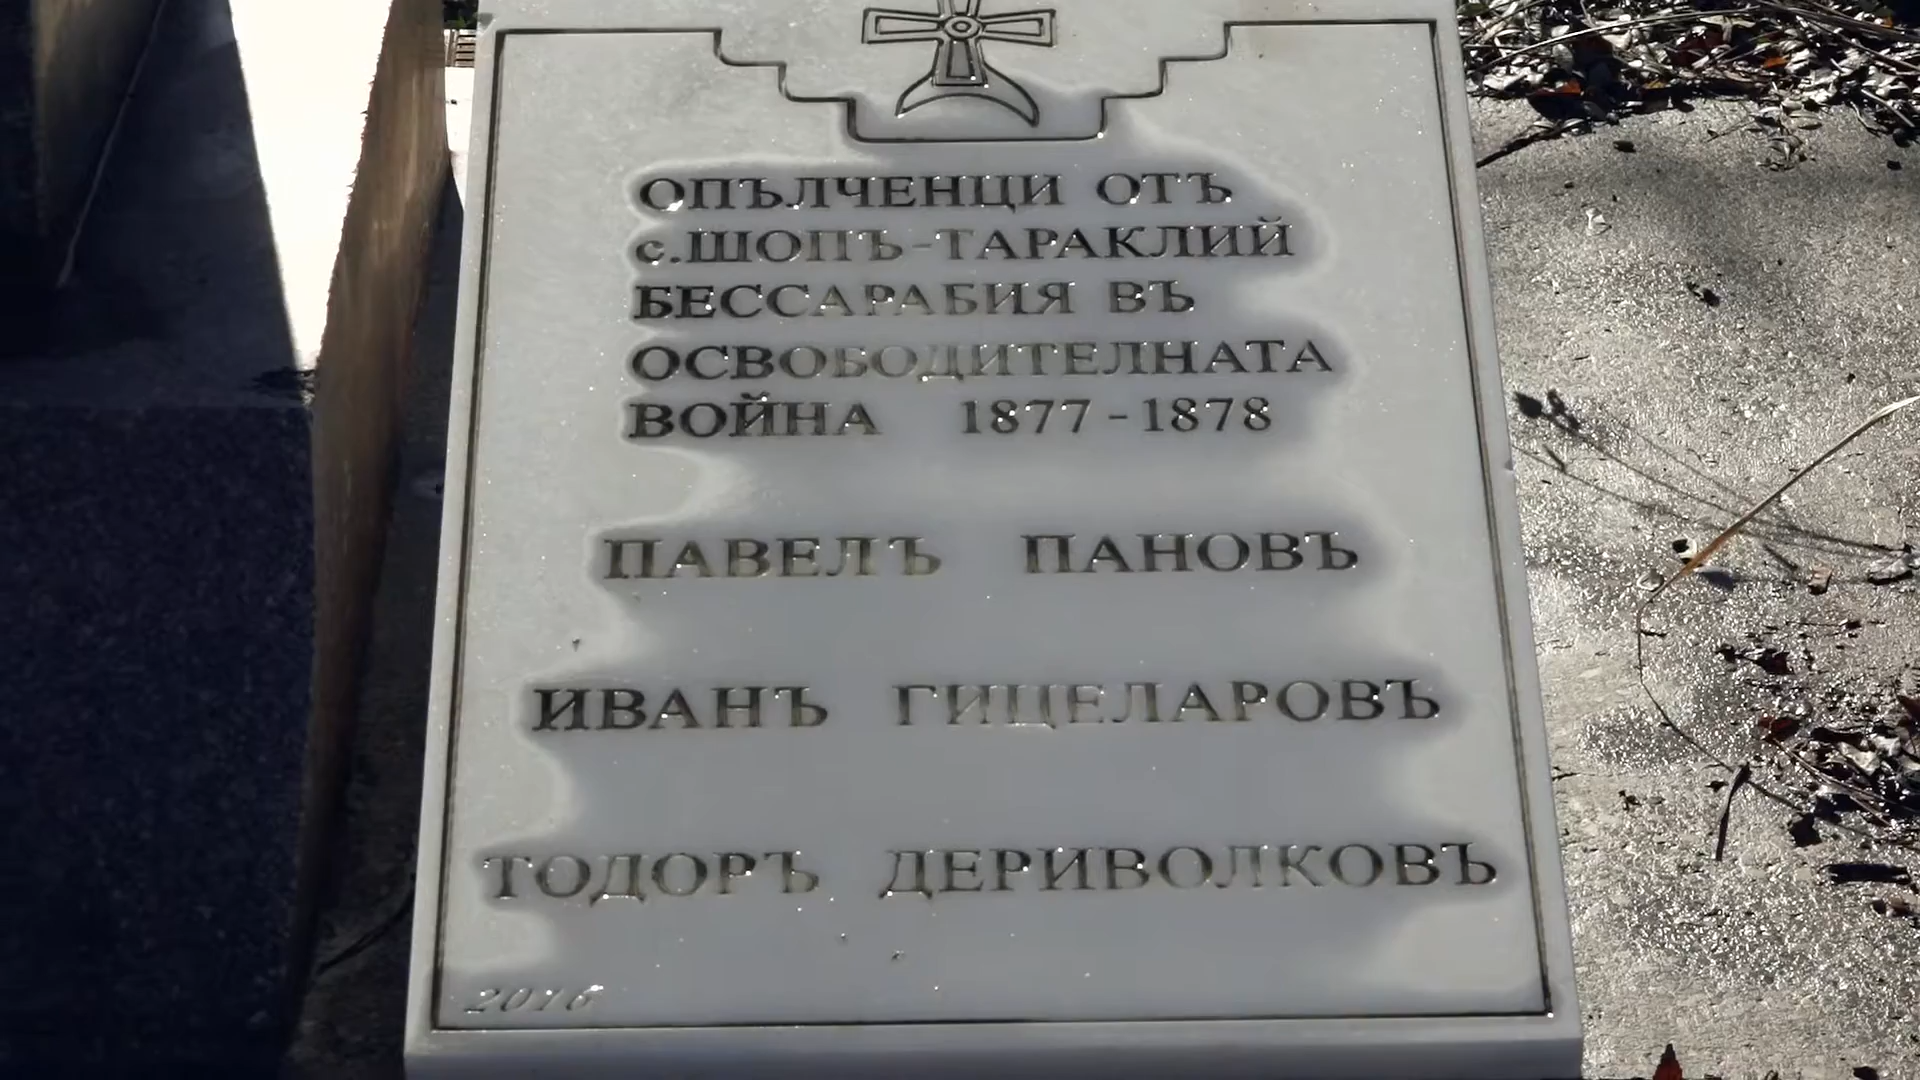 ОПЪЛЧЕНЦИ ОТЪ
с.ШОПЪ-ТАРАКЛИЙ
БЕССАРАБИЯ ВЪ
ОСВОБОДИТЕЛНАТА
ВОЙНА 1877-1878
ПАВЕЛЪ ПАНОВЪ
ИВАНЪ ГИЦЕЛАРОВЪ
ТОДОРЪ ДЕРИВОЛКОВЪ
2016